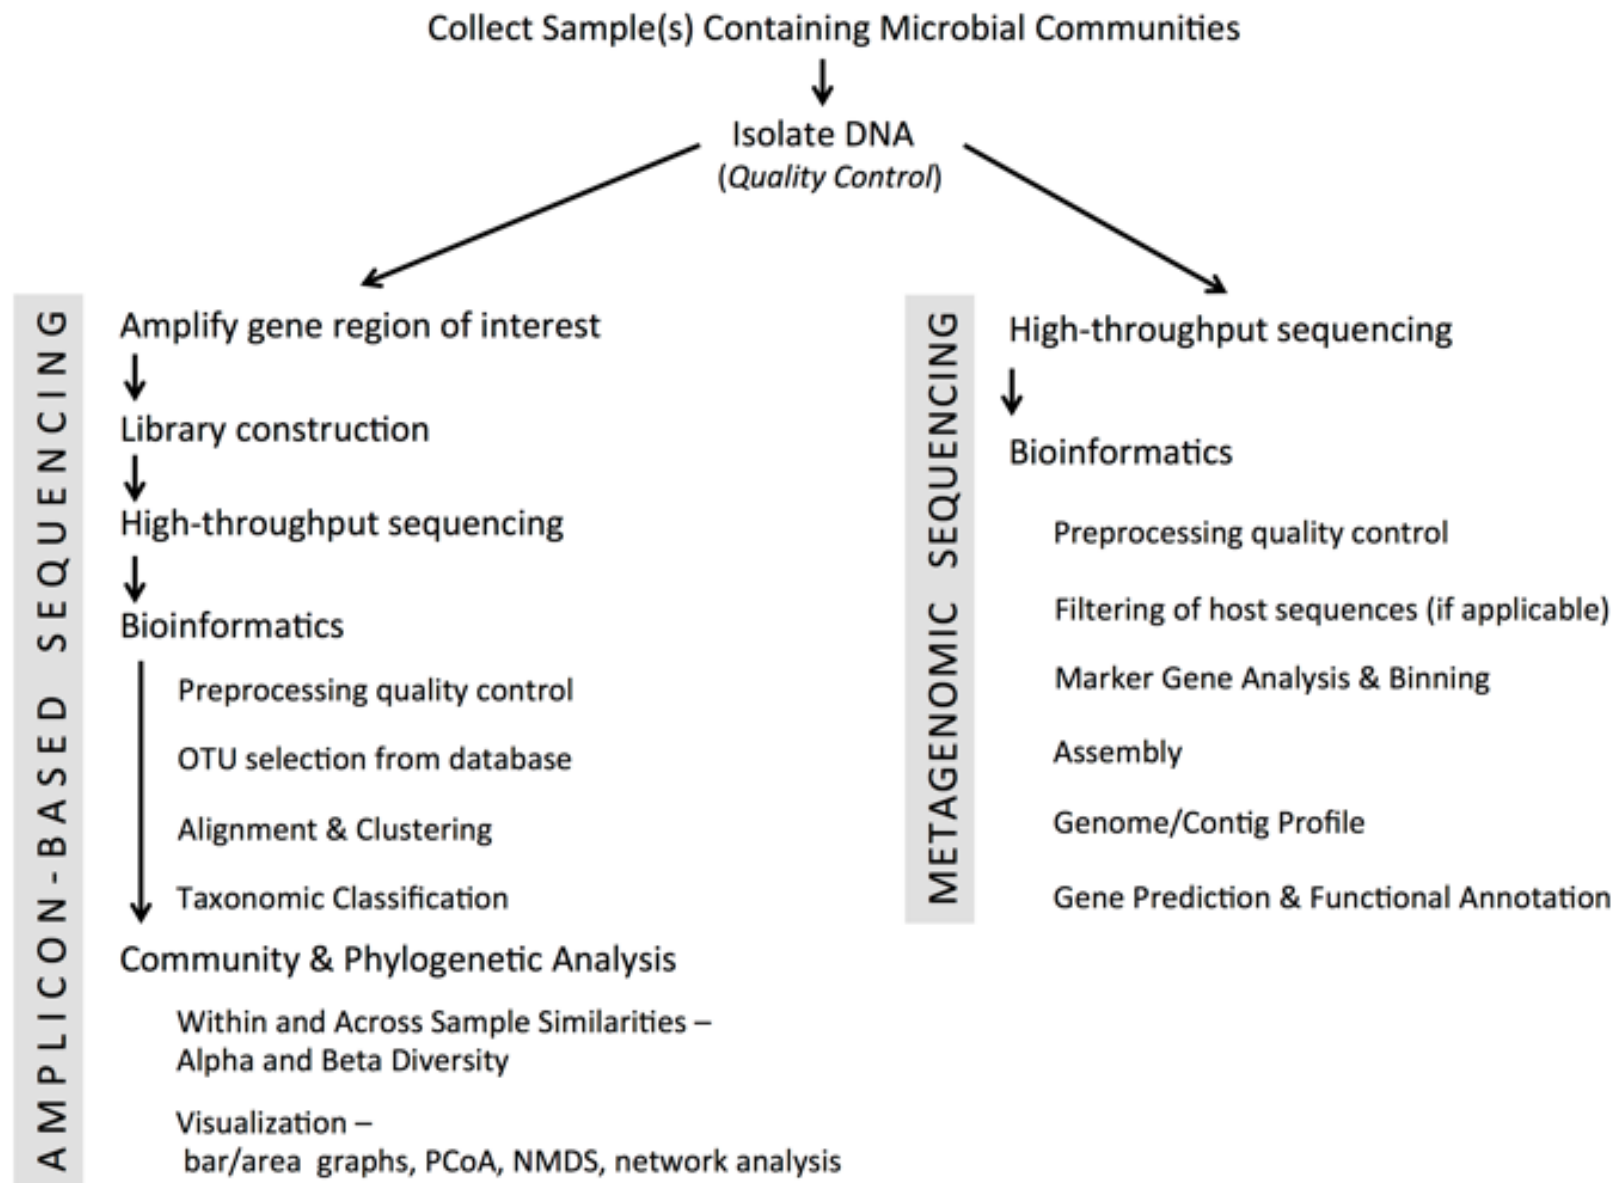 Collect Sample(s) Containing Microbial Communities
Isolate DNA
(Quality Control)
AMPLICON-BASED SEQUENCING
Amplify gene region of interest
Library construction
High-throughput sequencing
Bioinformatics
Preprocessing quality control
OTU selection from database
Alignment & Clustering
Taxonomic Classification
Community & Phylogenetic Analysis
Within and Across Sample Similarities –
Alpha and Beta Diversity
Visualization –
bar/area graphs, PCoA, NMDS, network analysis
METAGENOMIC SEQUENCING
High-throughput sequencing
Bioinformatics
Preprocessing quality control
Filtering of host sequences (if applicable)
Marker Gene Analysis & Binning
Assembly
Genome/Contig Profile
Gene Prediction & Functional Annotation